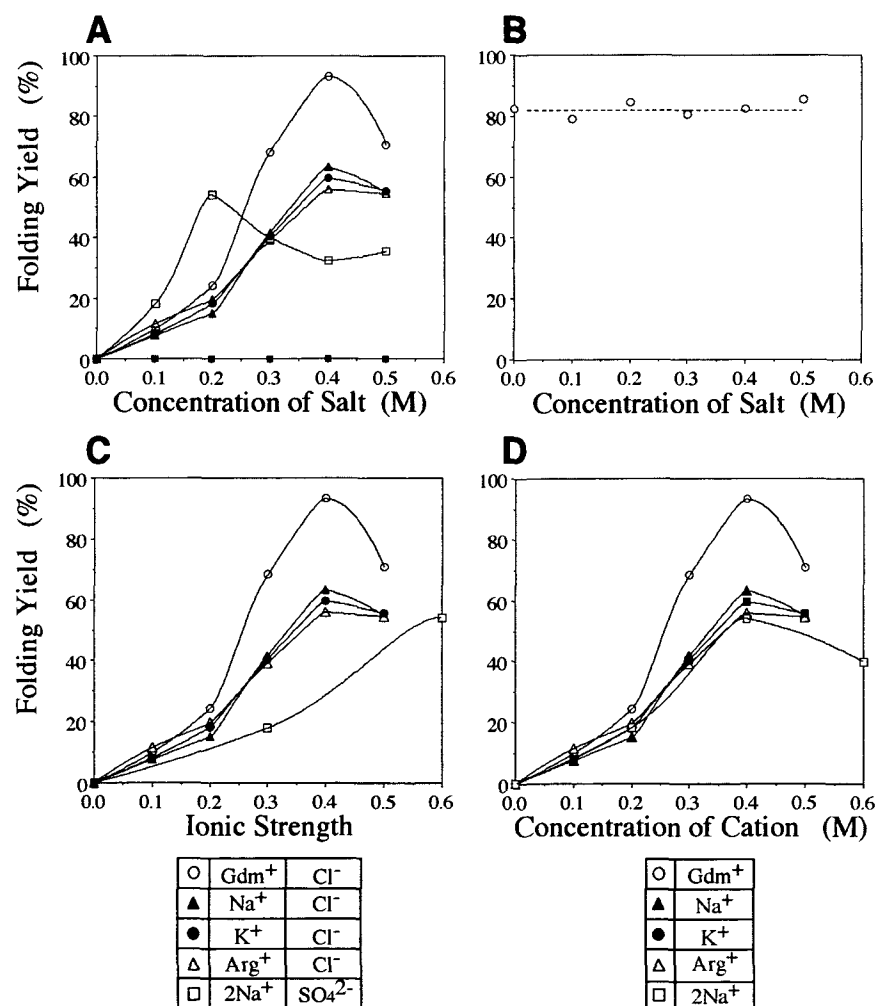 A
B
Folding Yield (%)
100
80
60
40
20
0
0.0 0.1 0.2 0.3 0.4 0.5 0.6
Concentration of Salt (M)
100
80
60
40
20
0
0.0 0.1 0.2 0.3 0.4 0.5 0.6
Concentration of Salt (M)
C
D
Folding Yield (%)
100
80
60
40
20
0
0.0 0.1 0.2 0.3 0.4 0.5 0.6
Ionic Strength
100
80
60
40
20
0
0.0 0.1 0.2 0.3 0.4 0.5 0.6
Concentration of Cation (M)
Gdm⁺ Cl⁻
Na⁺ Cl⁻
K⁺ Cl⁻
Arg⁺ Cl⁻
2Na⁺ SO₄²⁻
Gdm⁺
Na⁺
K⁺
Arg⁺
2Na⁺